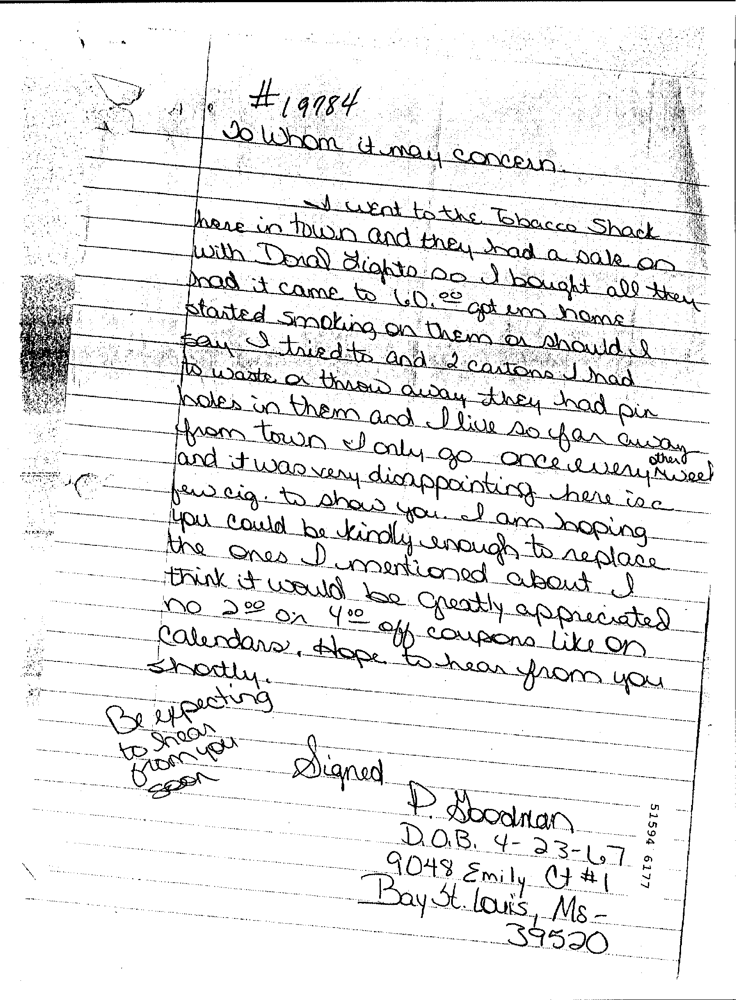 #19784
To Whom it may concern.
I went to the Tobacco Shack
here in town and they had a sale on
with Doral Lights so I bought all they
had it came to 60.00 got em home
started smoking on them or should I
say I tried to and 2 cartons I had
to waste or throw away they had pin
holes in them and I live so far away
from town I only go once every other week
and it was very disappointing here is a
few cig. to show you. I am hoping
you could be kindly enough to replace
the ones I mentioned about I
think it would be greatly appreciated
no 2.00 or 4.00 off coupons like on
calendars. Hope to hear from you
shortly.
Be expecting
to hear
from you
soon
Signed
P. Goodman
D.O.B. 4-23-67
9048 Emily Ct #1
Bay St. Louis, Ms-
39520
51594 6177